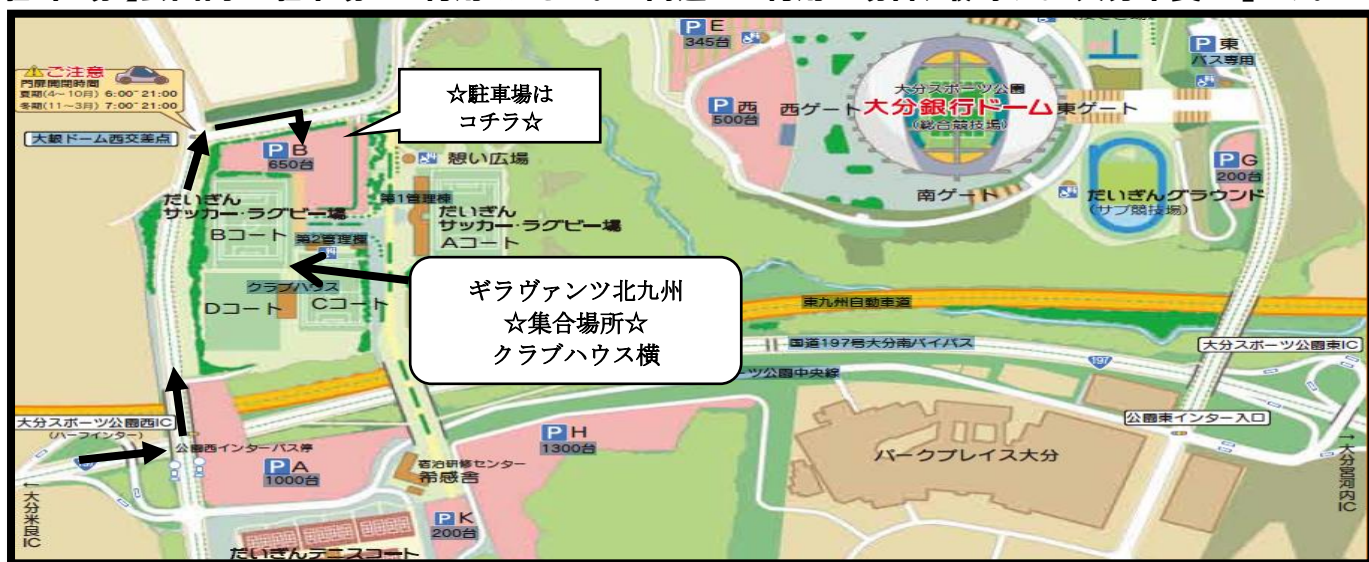 ご注意
門扉開閉時間
夏期(4~10月) 6:00~21:00
冬期(11~3月) 7:00~21:00
大銀ドーム西交差点
☆駐車場は
コチラ☆
P B
650台
憩い広場
第1管理棟
だいぎん
サッカー・ラグビー場
Bコート
第2管理棟
だいぎん
サッカー・ラグビー場
Aコート
クラブハウス
Dコート
Cコート
ギラヴァンツ北九州
☆集合場所☆
クラブハウス横
P E
345台
P 西
500台
西ゲート
大分スポーツ公園
大分銀行ドーム
(総合競技場)
東ゲート
南ゲート
P 東
バス専用
P G
200台
だいぎんグラウンド
(サブ競技場)
東九州自動車道
国道197号大分南バイパス
197
大分スポーツ公園東IC
ーツ公園中央線
公園東インター入口
大分スポーツ公園西IC
(ハーフインター)
公園西インターバス停
P A
1000台
P H
1300台
宿泊研修センター
希感舎
P K
200台
パークプレイス大分
だいぎんテニスコート
← 大分米良IC
→ 大分宮河内IC